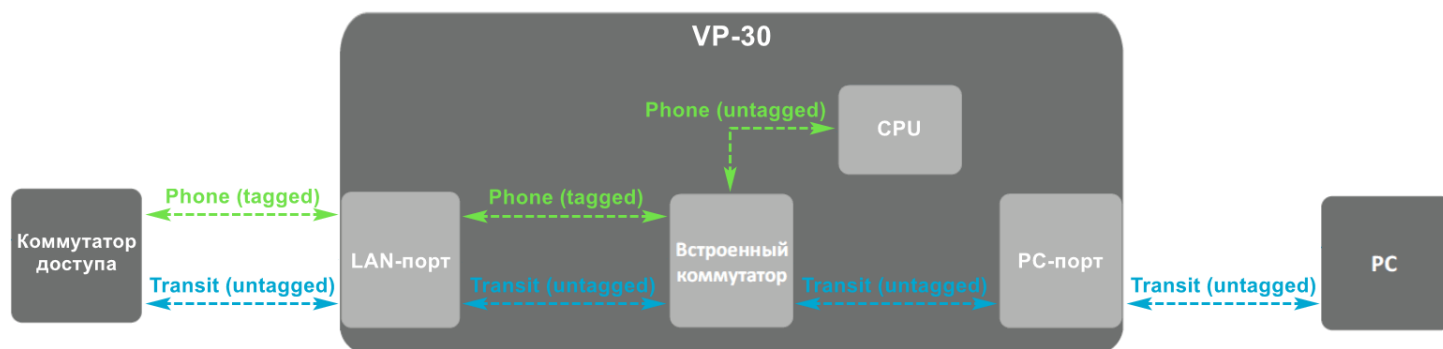 VP-30
Phone (untagged)
CPU
Phone (tagged)
Phone (tagged)
Коммутатор
доступа
LAN-порт
Встроенный
коммутатор
PC-порт
PC
Transit (untagged)
Transit (untagged)
Transit (untagged)
Transit (untagged)